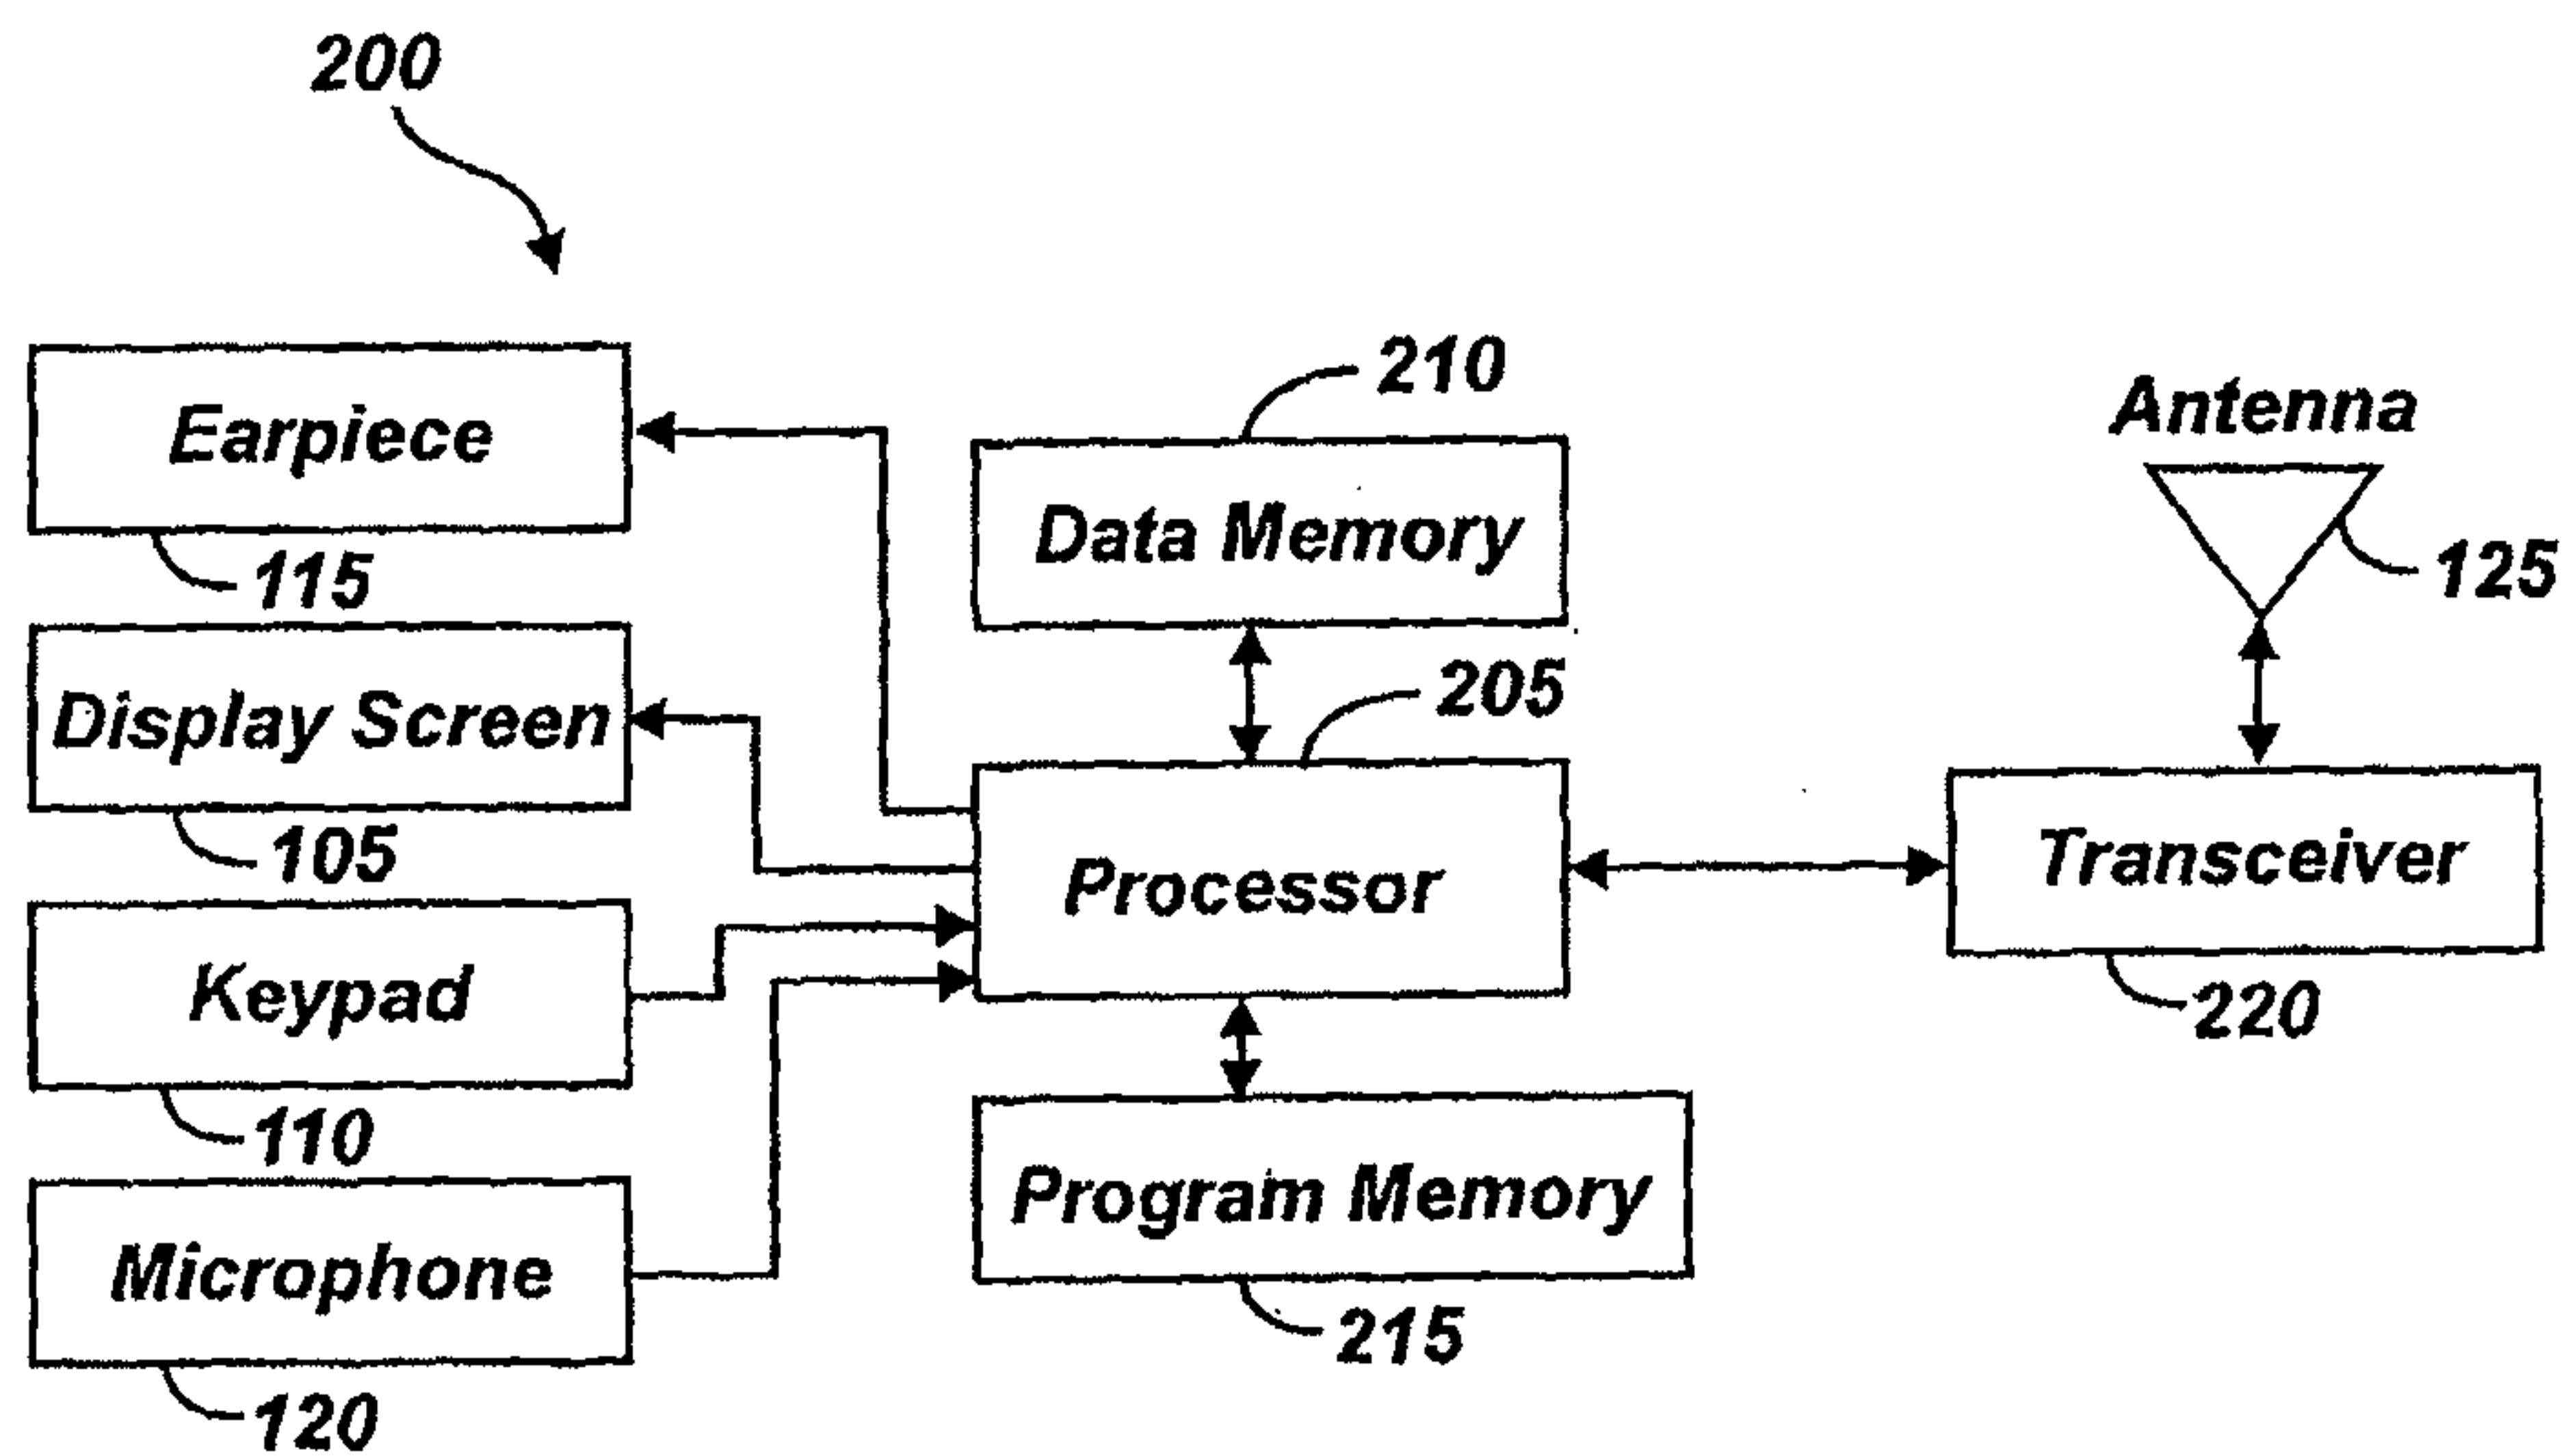 200
Earpiece
115
Display Screen
105
Keypad
110
Microphone
120
210
Data Memory
205
Processor
Program Memory
215
Antenna
125
Transceiver
220